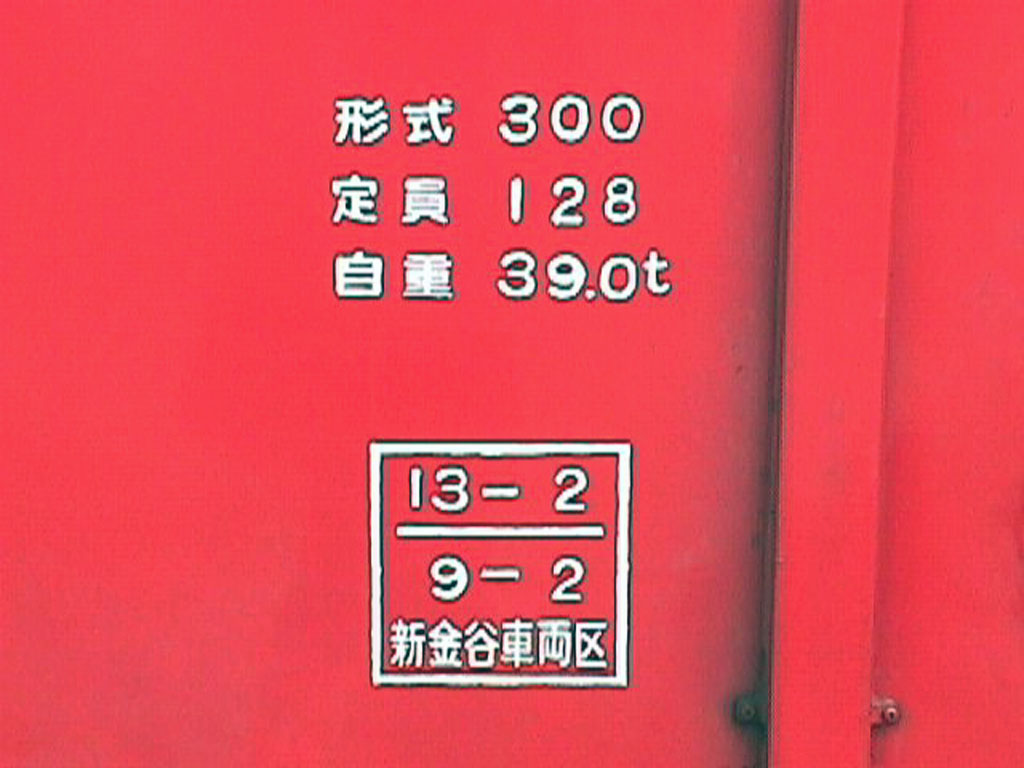 形式 300
定員 128
自重 39.0t
13-2
9-2
新金谷車両区